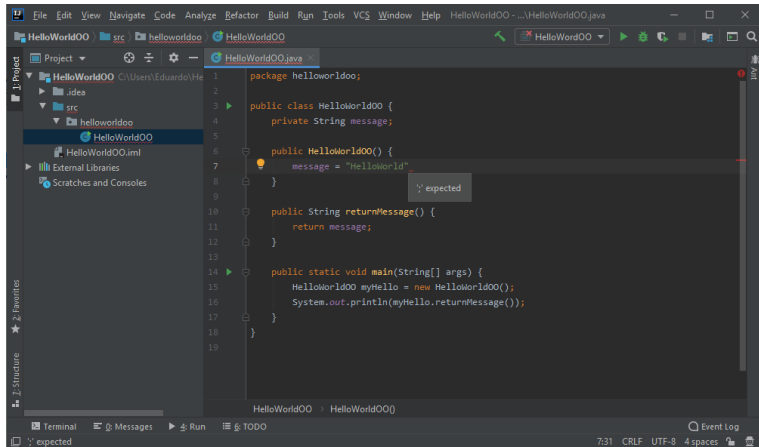 File Edit View Navigate Code Analyze Refactor Build Run Tools VCS Window Help HelloWorldOO - ...\HelloWorldOO.java
HelloWorldOO src helloworldoo HelloWorldOO HelloWordOO
1: Project
Project
HelloWorldOO C:\Users\Eduardo\He
.idea
src
helloworldoo
HelloWorldOO
HelloWorldOO.iml
External Libraries
Scratches and Consoles
2: Favorites
7: Structure
HelloWorldOO.java
1 package helloworldoo;
2
3 public class HelloWorldOO {
4 private String message;
5
6 public HelloWorldOO() {
7 message = "HelloWorld"
8 }
9
10 public String returnMessage() {
11 return message;
12 }
13
14 public static void main(String[] args) {
15 HelloWorldOO myHello = new HelloWorldOO();
16 System.out.println(myHello.returnMessage());
17 }
18 }
19
';' expected
HelloWorldOO › HelloWorldOO()
Ant
Terminal 0: Messages 4: Run 6: TODO Event Log
';' expected 7:31 CRLF UTF-8 4 spaces